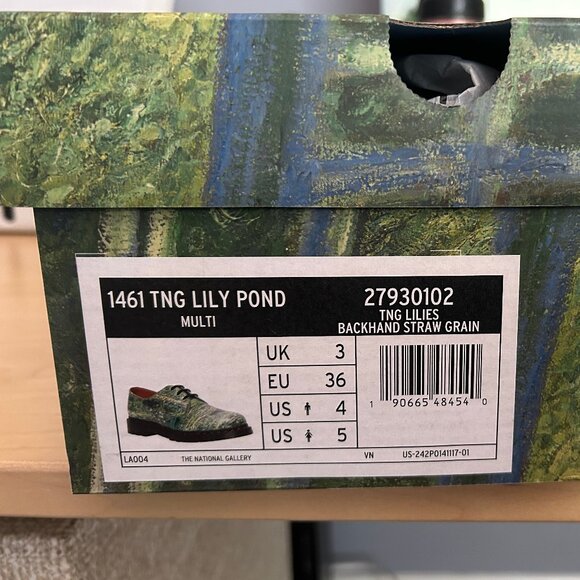 1461 TNG LILY POND
MULTI
27930102
TNG LILIES
BACKHAND STRAW GRAIN
UK 3
EU 36
US 4
US 5
1 90665 48454 0
LA004
THE NATIONAL GALLERY
VN
US-242P0141117-01